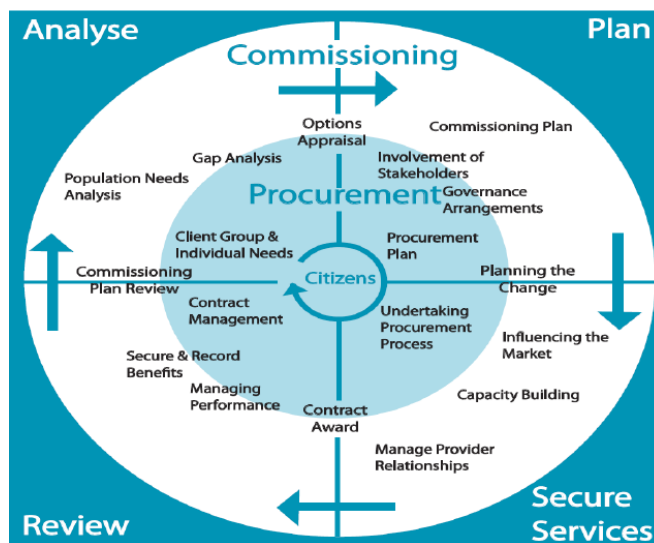 Analyse
Plan
Commissioning
Options
Appraisal
Commissioning Plan
Gap Analysis
Involvement of
Stakeholders
Population Needs
Analysis
Procurement
Governance
Arrangements
Client Group &
Individual Needs
Procurement
Plan
Citizens
Commissioning
Plan Review
Planning the
Change
Contract
Management
Undertaking
Procurement
Process
Influencing the
Market
Secure & Record
Benefits
Managing
Performance
Capacity Building
Contract
Award
Manage Provider
Relationships
Review
Secure
Services